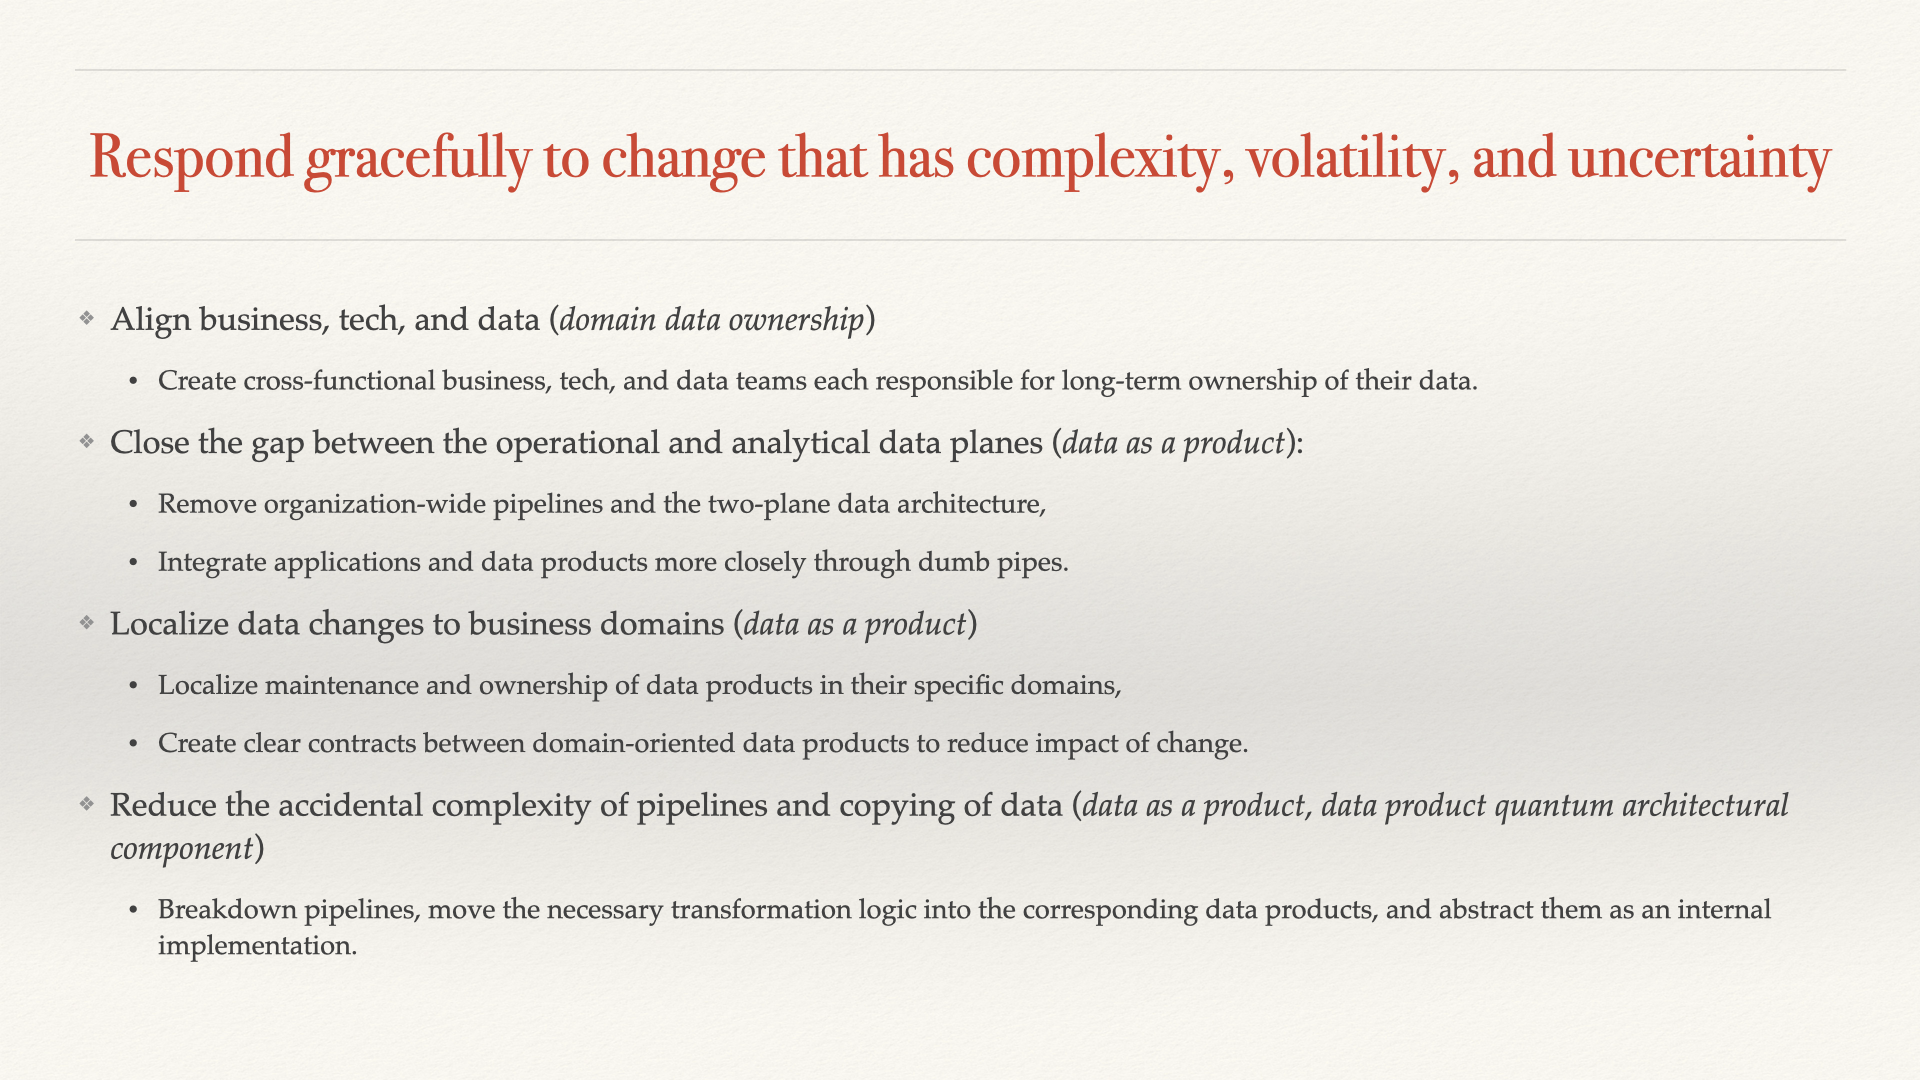 Respond gracefully to change that has complexity, volatility, and uncertainty
❖ Align business, tech, and data (domain data ownership)
• Create cross-functional business, tech, and data teams each responsible for long-term ownership of their data.
❖ Close the gap between the operational and analytical data planes (data as a product):
• Remove organization-wide pipelines and the two-plane data architecture,
• Integrate applications and data products more closely through dumb pipes.
❖ Localize data changes to business domains (data as a product)
• Localize maintenance and ownership of data products in their specific domains,
• Create clear contracts between domain-oriented data products to reduce impact of change.
❖ Reduce the accidental complexity of pipelines and copying of data (data as a product, data product quantum architectural
component)
• Breakdown pipelines, move the necessary transformation logic into the corresponding data products, and abstract them as an internal
implementation.